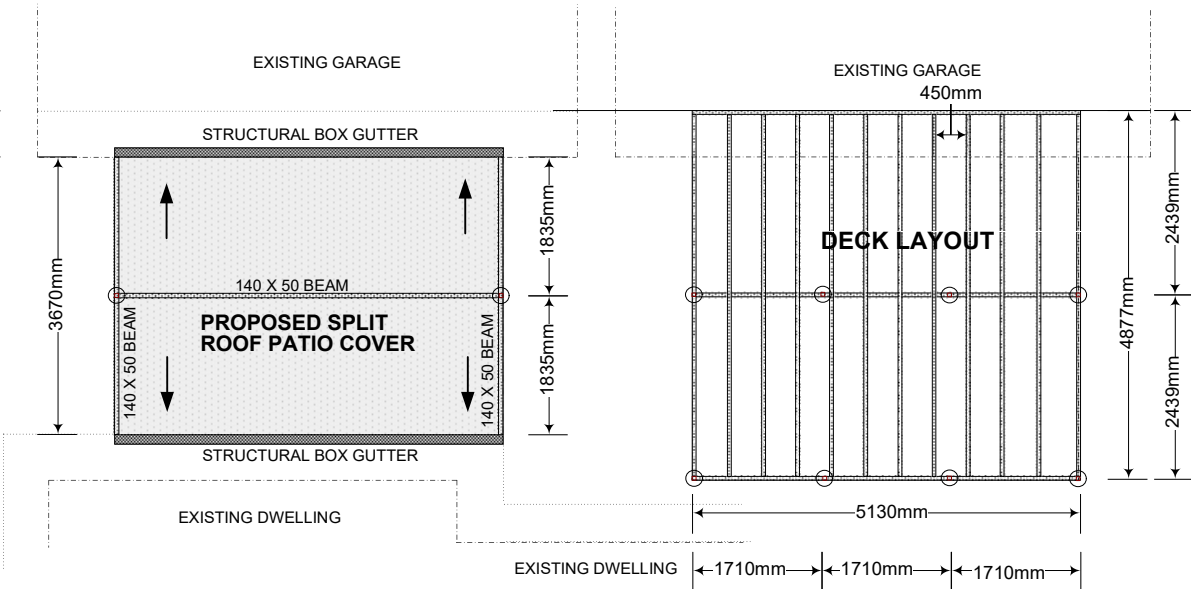 EXISTING GARAGE
STRUCTURAL BOX GUTTER
3670mm
1835mm
140 X 50 BEAM
PROPOSED SPLIT
ROOF PATIO COVER
140 X 50 BEAM
140 X 50 BEAM
1835mm
STRUCTURAL BOX GUTTER
EXISTING DWELLING
EXISTING GARAGE
450mm
DECK LAYOUT
2439mm
4877mm
2439mm
5130mm
EXISTING DWELLING
1710mm
1710mm
1710mm